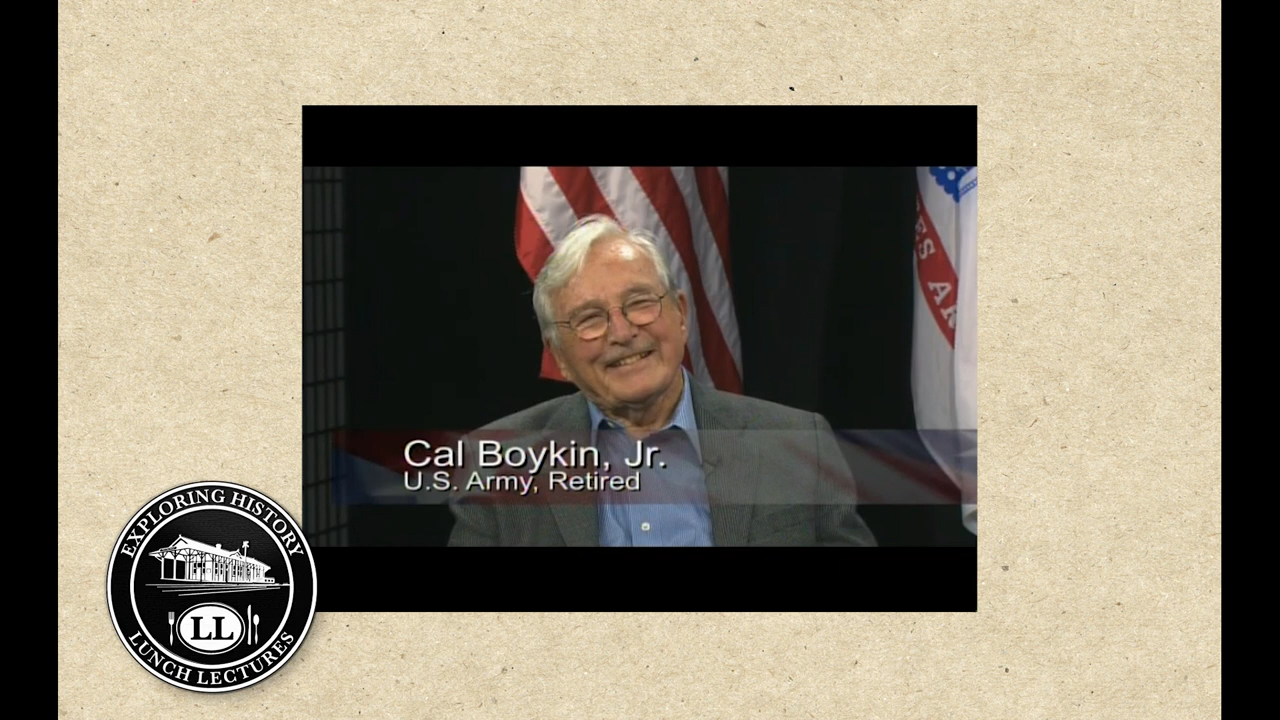 Cal Boykin, Jr.
U.S. Army, Retired
EXPLORING HISTORY
LL
LUNCH LECTURES